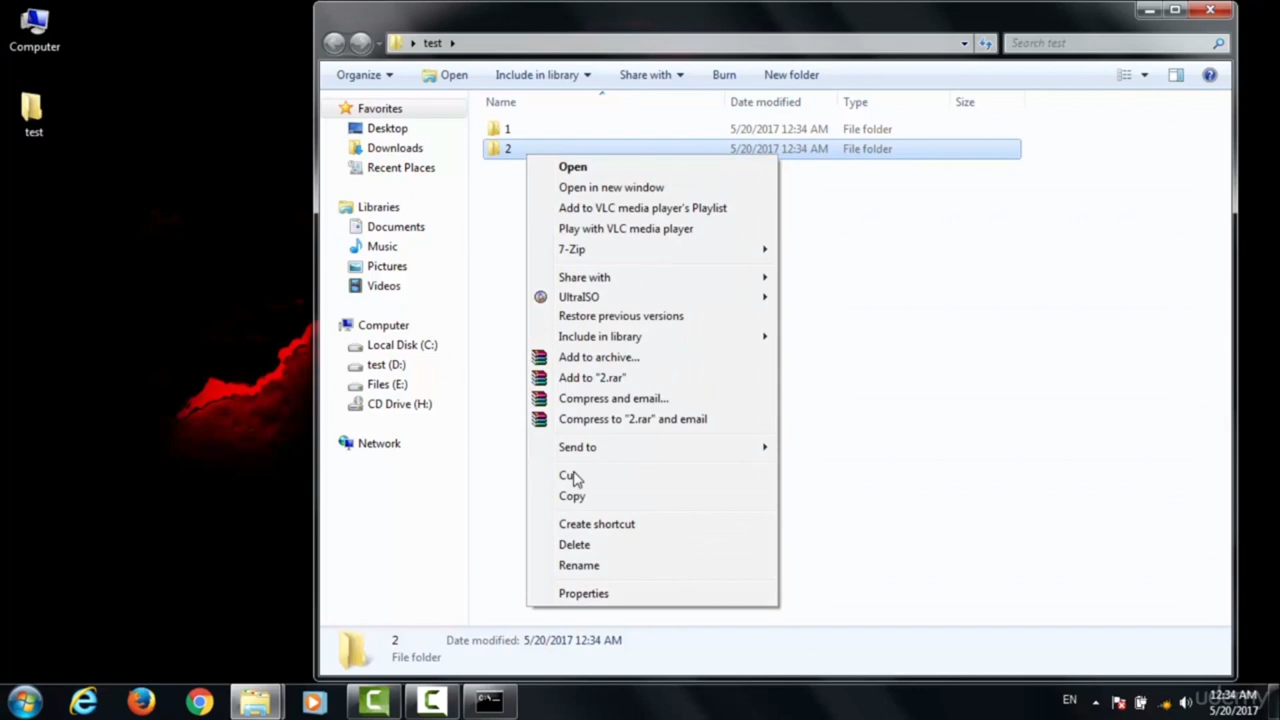 Computer
test
test
Search test
Organize
Open
Include in library
Share with
Burn
New folder
Name
Date modified
Type
Size
Favorites
Desktop
Downloads
Recent Places
Libraries
Documents
Music
Pictures
Videos
Computer
Local Disk (C:)
test (D:)
Files (E:)
CD Drive (H:)
Network
1 5/20/2017 12:34 AM File folder
2 5/20/2017 12:34 AM File folder
Open
Open in new window
Add to VLC media player's Playlist
Play with VLC media player
7-Zip
Share with
UltraISO
Restore previous versions
Include in library
Add to archive...
Add to "2.rar"
Compress and email...
Compress to "2.rar" and email
Send to
Copy
Create shortcut
Delete
Rename
Properties
2 Date modified: 5/20/2017 12:34 AM
File folder
EN
12:34 AM
5/20/2017
udemy